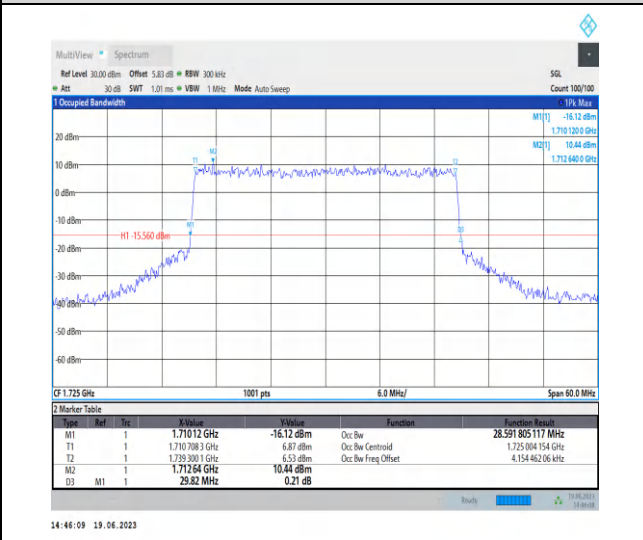 MultiView Spectrum
Ref Level 30.00 dBm Offset 5.83 dB RBW 300 kHz SGL
Att 30 dB SWT 1.01 ms VBW 1 MHz Mode Auto Sweep Count 100/100
1 Occupied Bandwidth 1Pk Max
M1[1] -16.12 dBm
1.710 120 0 GHz
M2[1] 10.44 dBm
1.712 640 0 GHz
20 dBm
M2
T1 T2
10 dBm
0 dBm
-10 dBm
M1
D3
H1 -15.560 dBm
-20 dBm
-30 dBm
-40 dBm
-50 dBm
-60 dBm
CF 1.725 GHz 1001 pts 6.0 MHz/ Span 60.0 MHz
2 Marker Table
Type Ref Trc X-Value Y-Value Function Function Result
M1 1 1.71012 GHz -16.12 dBm Occ Bw 28.591 805 117 MHz
T1 1 1.710 708 3 GHz 6.87 dBm Occ Bw Centroid 1.725 004 154 GHz
T2 1 1.739 300 1 GHz 6.53 dBm Occ Bw Freq Offset 4.154 462 06 kHz
M2 1 1.712 64 GHz 10.44 dBm
D3 M1 1 29.82 MHz 0.21 dB
Ready 19.06.2023
14:46:09 19.06.2023